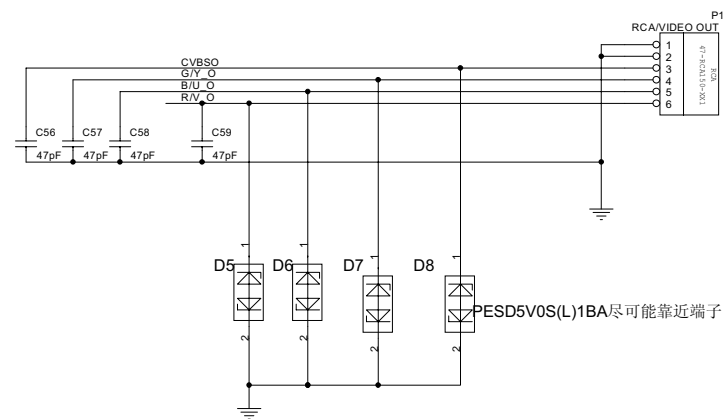 P1
RCA/VIDEO OUT
1
2
3
4
5
6
RCA
47-RCA150-XX1
CVBSO
G/Y_O
B/U_O
R/V_O
C56
47pF
C57
47pF
C58
47pF
C59
47pF
D5
1
2
D6
1
2
D7
1
2
D8
1
2
PESD5V0S(L)1BA尽可能靠近端子